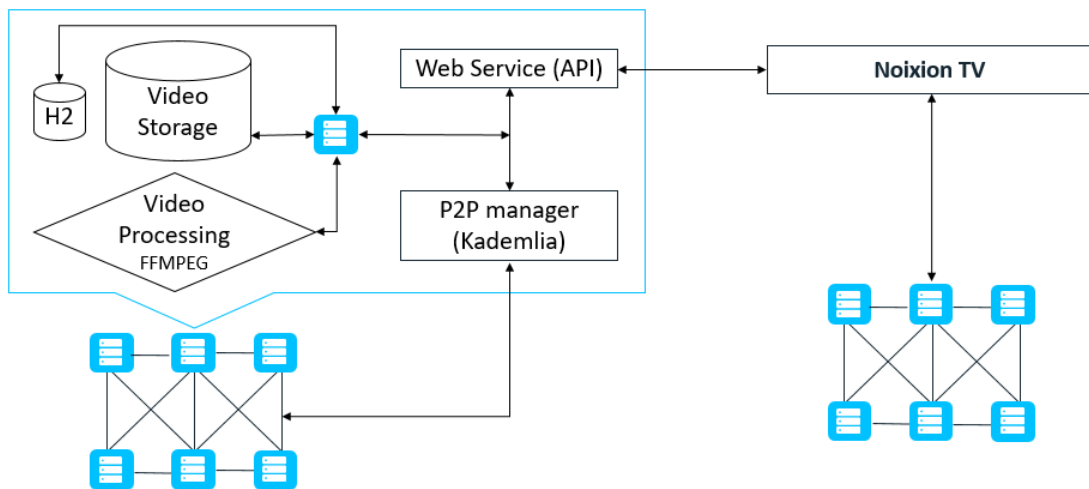 H2
Video
Storage
Web Service (API)
Noixion TV
Video
Processing
FFMPEG
P2P manager
(Kademlia)